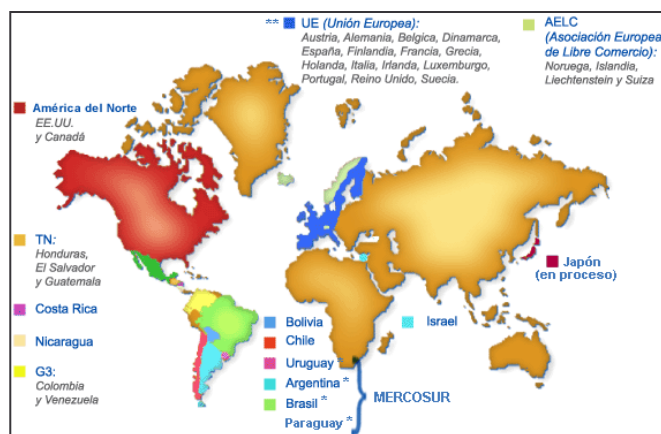 ** UE (Unión Europea):
Austria, Alemania, Belgica, Dinamarca,
España, Finlandia, Francia, Grecia,
Holanda, Italia, Irlanda, Luxemburgo,
Portugal, Reino Unido, Suecia.
AELC
(Asociación Europea
de Libre Comercio):
Noruega, Islandia,
Liechtenstein y Suiza
América del Norte
EE.UU.
y Canadá
TN:
Honduras,
El Salvador
y Guatemala
Costa Rica
Nicaragua
G3:
Colombia
y Venezuela
Bolivia
Chile
Uruguay *
Argentina *
Brasil *
Paraguay *
MERCOSUR
Israel
Japón
(en proceso)